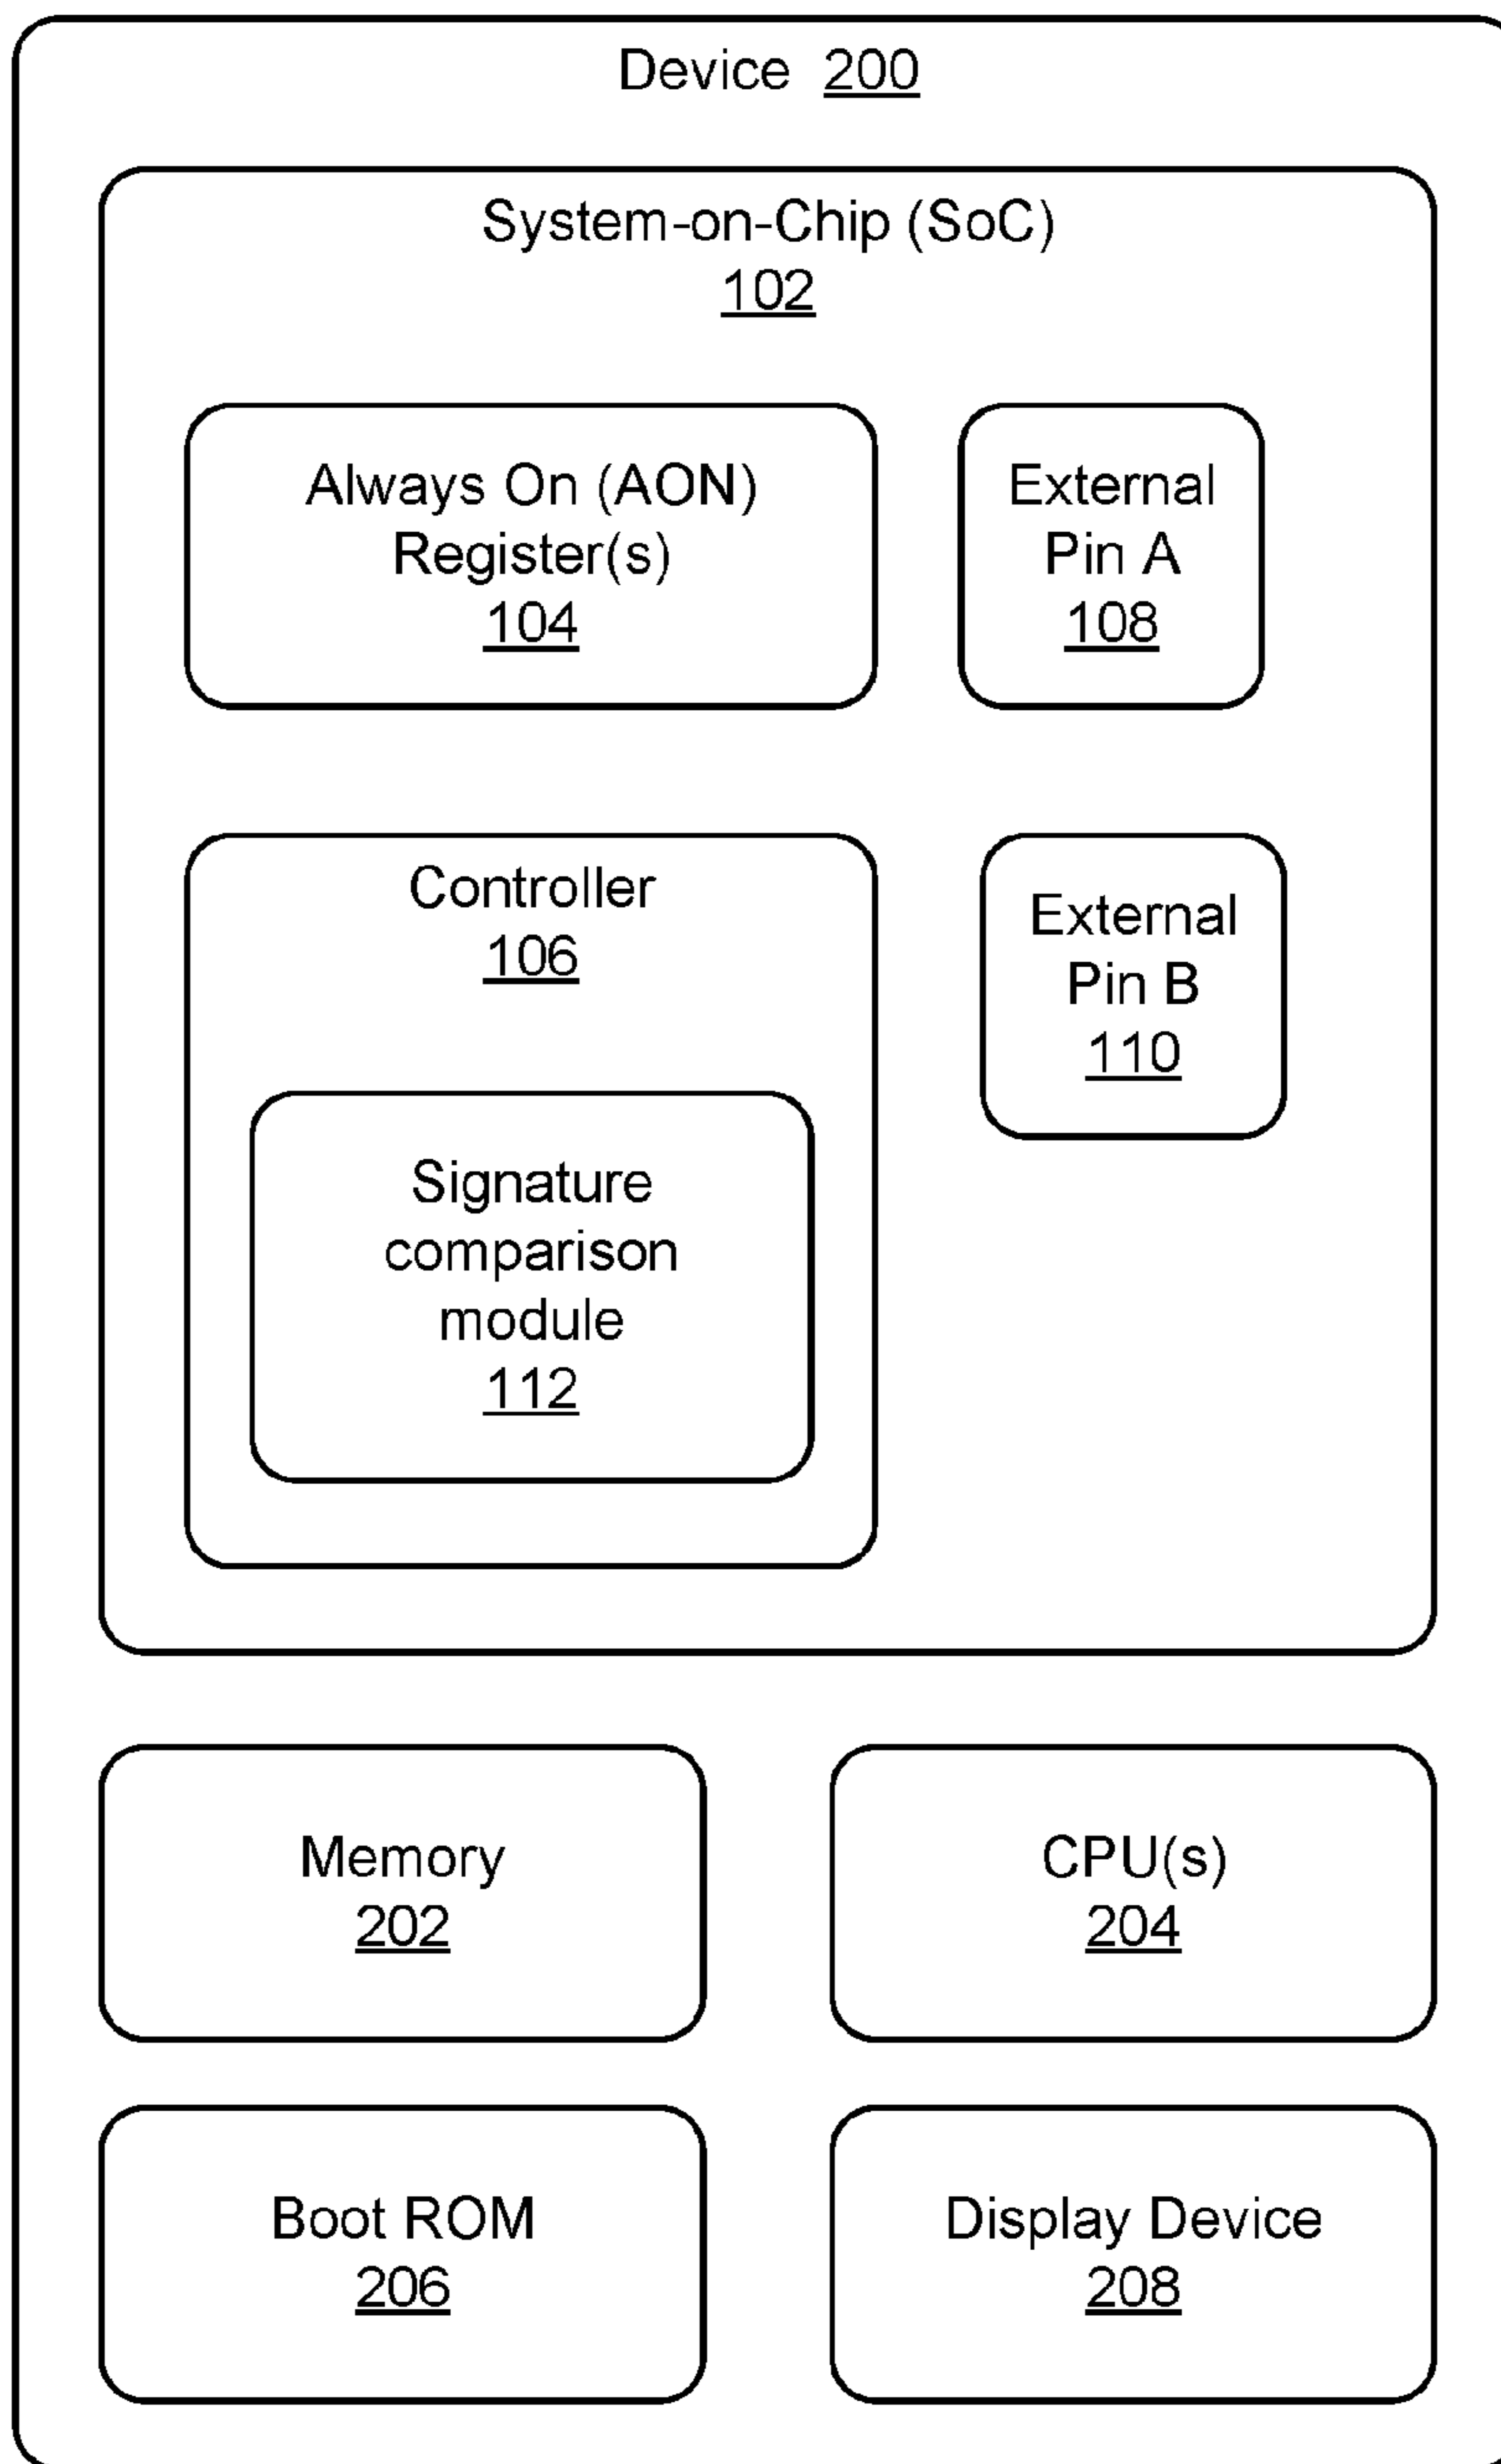 Device 200
System-on-Chip (SoC)
102
Always On (AON)
Register(s)
104
External
Pin A
108
Controller
106
External
Pin B
110
Signature
comparison
module
112
Memory
202
CPU(s)
204
Boot ROM
206
Display Device
208